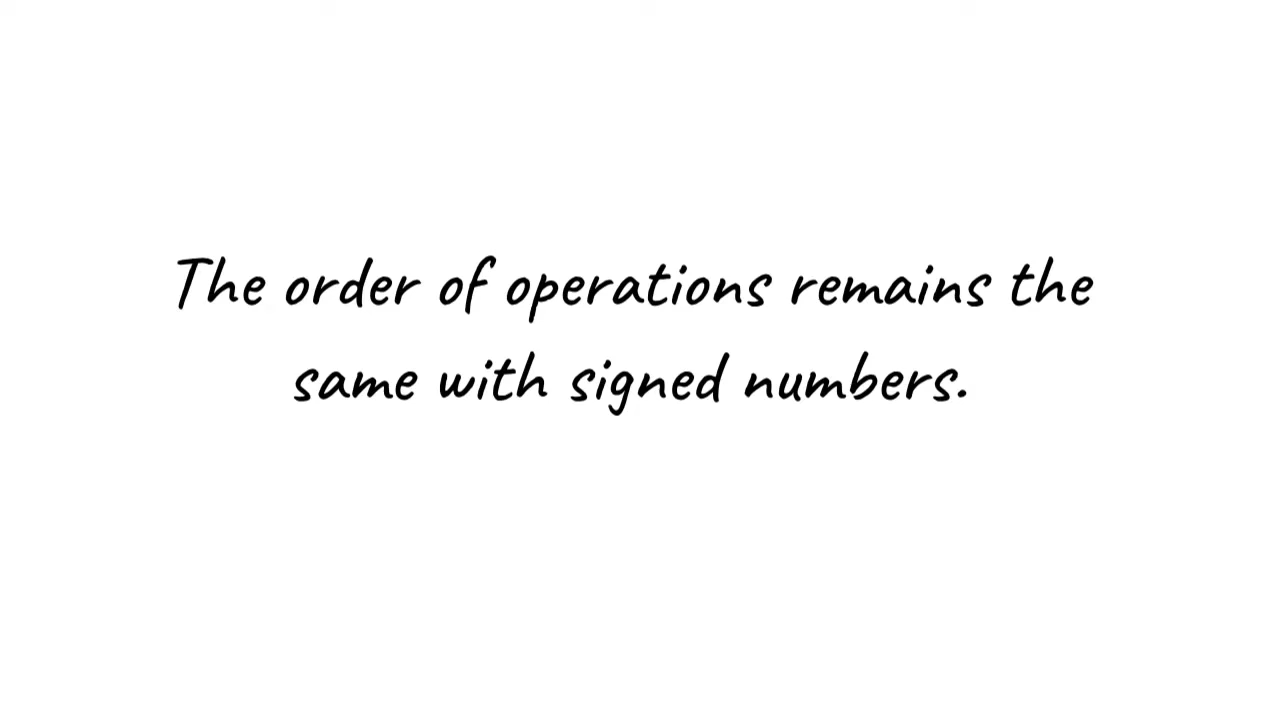 The order of operations remains the
same with signed numbers.